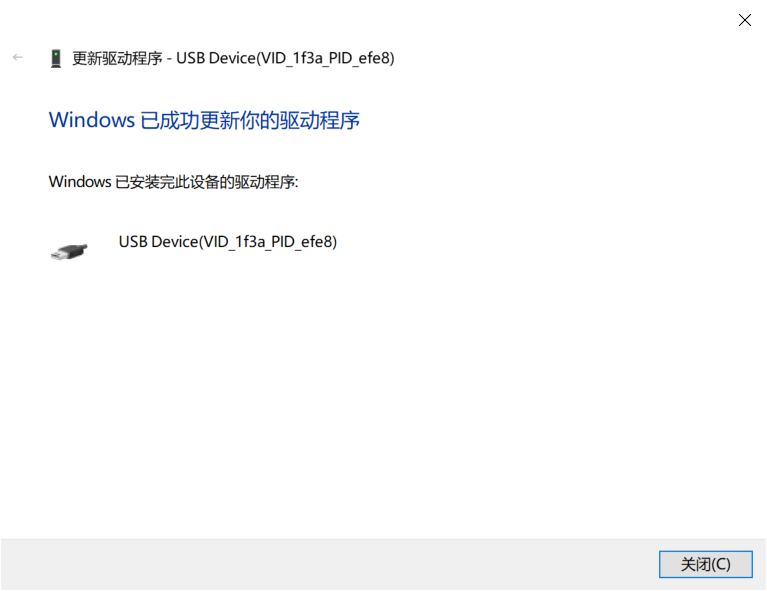 更新驱动程序 - USB Device(VID_1f3a_PID_efe8)
Windows 已成功更新你的驱动程序
Windows 已安装完此设备的驱动程序:
USB Device(VID_1f3a_PID_efe8)
关闭(C)